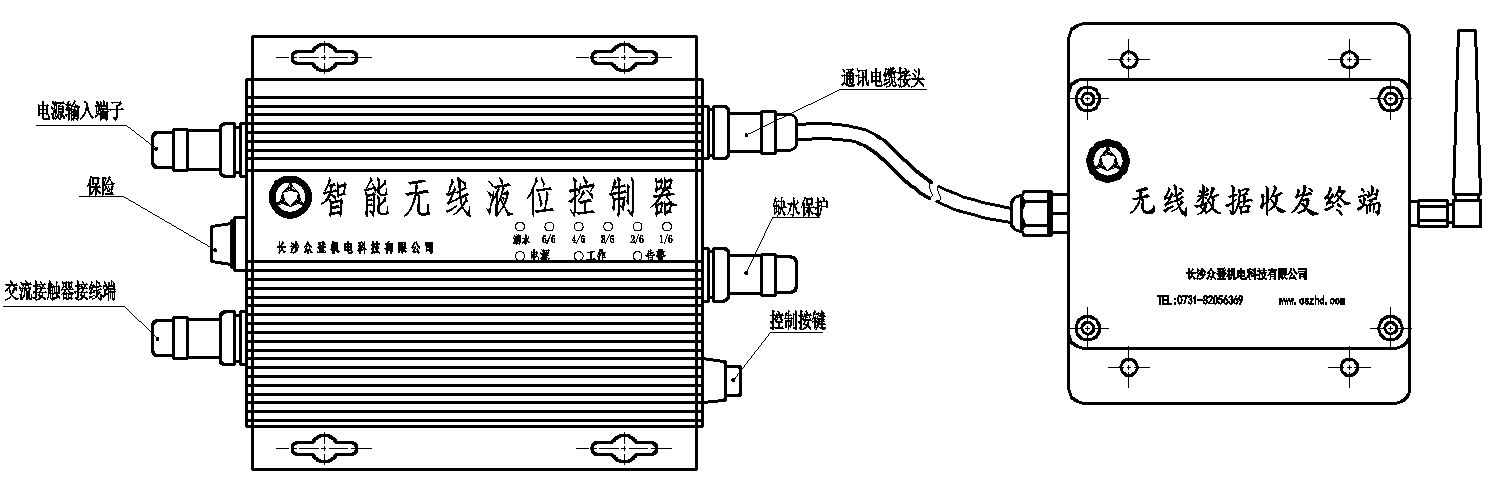 通讯电缆接头
电源输入端子
保险
智能无线液位控制器
无线数据收发终端
缺水保护
满水 6/6 4/6 3/6 2/6 1/6
长沙众登机电科技有限公司
电源 工作 告警
长沙众登机电科技有限公司
交流接触器接线端
TEL:0731-82056369 www.cszhd.com
控制按键